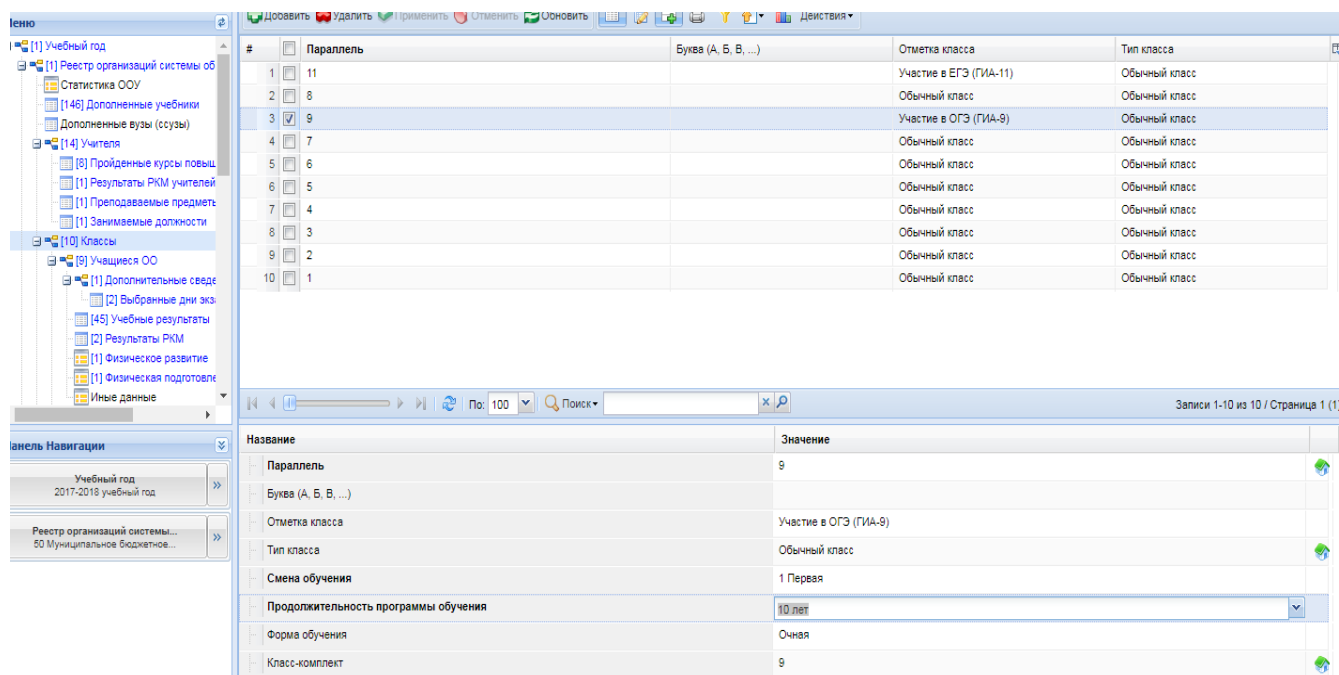 Меню
Добавить Удалить Применить Отменить Обновить Действия
[1] Учебный год
[1] Реестр организаций системы об
Статистика ООУ
[146] Дополненные учебники
Дополненные вузы (ссузы)
[14] Учителя
[8] Пройденные курсы повыш
[1] Результаты РКМ учителей
[1] Преподаваемые предметь
[1] Занимаемые должности
[10] Классы
[9] Учащиеся ОО
[1] Дополнительные сведе
[2] Выбранные дни экз
[45] Учебные результаты
[2] Результаты РКМ
[1] Физическое развитие
[1] Физическая подготовле
Иные данные
Панель Навигации
Учебный год
2017-2018 учебный год
Реестр организаций системы...
50 Муниципальное бюджетное...
# Параллель Буква (А, Б, В, ...) Отметка класса Тип класса
1 11 Участие в ЕГЭ (ГИА-11) Обычный класс
2 8 Обычный класс Обычный класс
3 9 Участие в ОГЭ (ГИА-9) Обычный класс
4 7 Обычный класс Обычный класс
5 6 Обычный класс Обычный класс
6 5 Обычный класс Обычный класс
7 4 Обычный класс Обычный класс
8 3 Обычный класс Обычный класс
9 2 Обычный класс Обычный класс
10 1 Обычный класс Обычный класс
По: 100 Поиск Записи 1-10 из 10 / Страница 1 (1)
Название Значение
Параллель 9
Буква (А, Б, В, ...)
Отметка класса Участие в ОГЭ (ГИА-9)
Тип класса Обычный класс
Смена обучения 1 Первая
Продолжительность программы обучения 10 лет
Форма обучения Очная
Класс-комплект 9